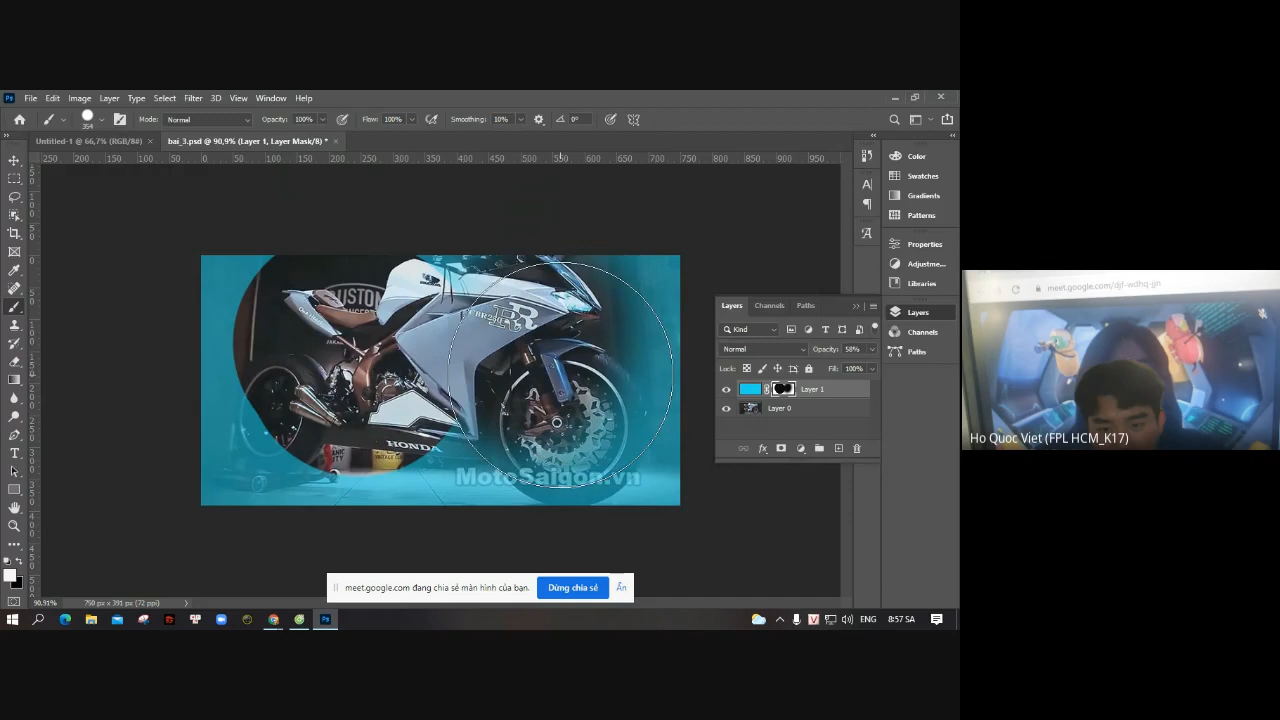 Ps File Edit Image Layer Type Select Filter 3D View Window Help
354 Mode: Normal Opacity: 100% Flow: 100% Smoothing: 10% 0°
Untitled-1 @ 66,7% (RGB/8#) × bai_3.psd @ 90,9% (Layer 1, Layer Mask/8) * ×
250 200 150 100 50 0 50 100 150 200 250 300 350 400 450 500 550 600 650 700 750 800 850 900 950
Color
Swatches
Gradients
Patterns
Properties
Adjustme...
Libraries
Layers
Channels
Paths
Layers Channels Paths
Kind
Normal Opacity: 58%
Lock: Fill: 100%
Layer 1
Layer 0
CUSTOM
CBR250RR
HONDA
MotoSaigon.vn
meet.google.com đang chia sẻ màn hình của bạn. Dừng chia sẻ Ẩn
90.91% 750 px x 391 px (72 ppi)
V ENG 8:57 SA
meet.google.com/djf-wdhq-jjn
Ho Quoc Viet (FPL HCM_K17)